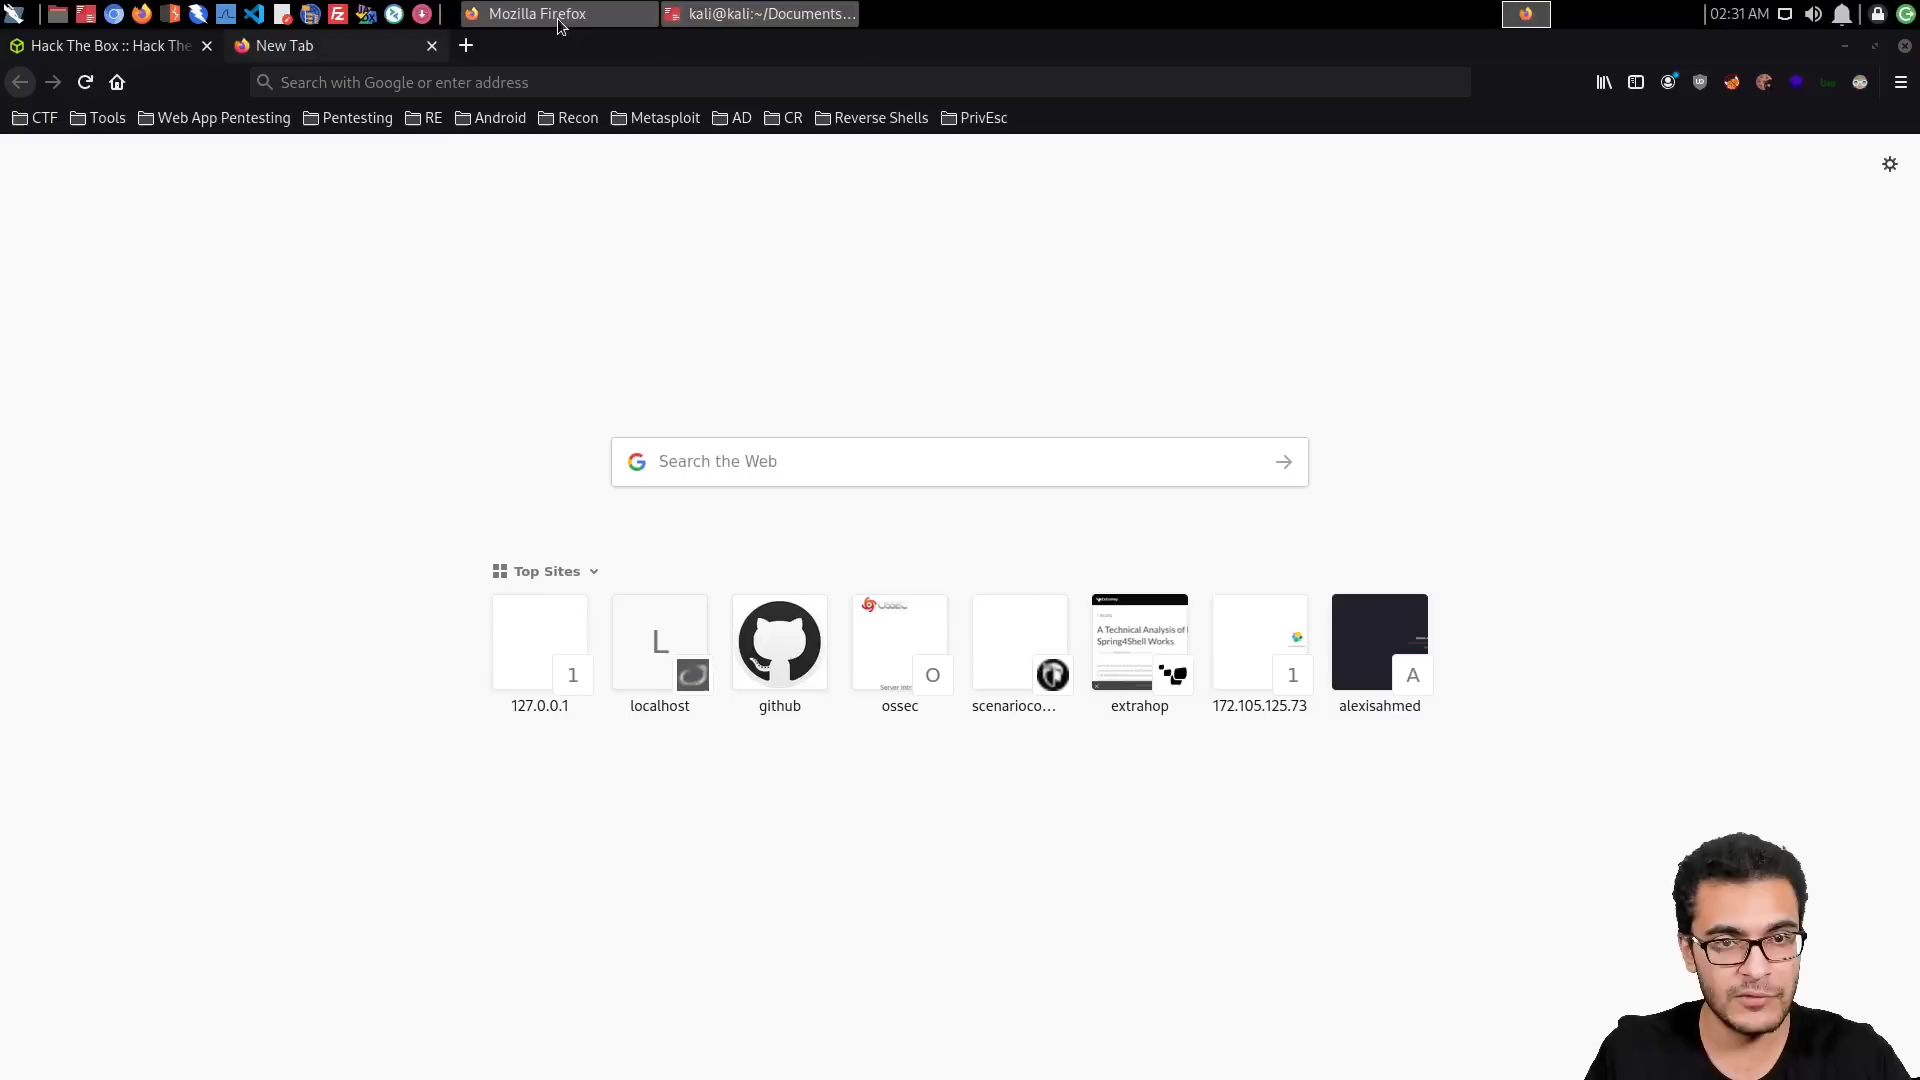 Mozilla Firefox
kali@kali:~/Documents...
02:31 AM
Hack The Box :: Hack The
New Tab
Search with Google or enter address
CTF
Tools
Web App Pentesting
Pentesting
RE
Android
Recon
Metasploit
AD
CR
Reverse Shells
PrivEsc
Search the Web
Top Sites
1
L
OSSEC
O
A Technical Analysis of
Spring4Shell Works
1
A
127.0.0.1
localhost
github
ossec
scenarioco...
extrahop
172.105.125.73
alexisahmed